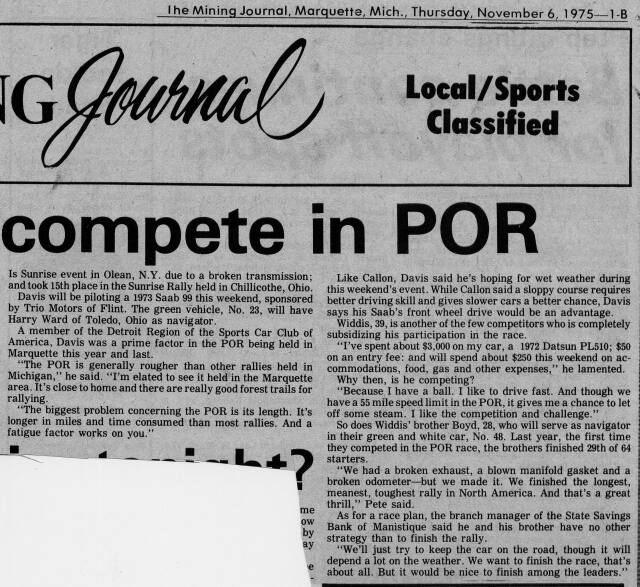 The Mining Journal, Marquette, Mich., Thursday, November 6, 1975—1-B
NG Journal
Local/Sports
Classified
compete in POR
Is Sunrise event in Olean, N.Y. due to a broken transmission;
and took 15th place in the Sunrise Rally held in Chillicothe, Ohio.
Davis will be piloting a 1973 Saab 99 this weekend, sponsored
by Trio Motors of Flint. The green vehicle, No. 23, will have
Harry Ward of Toledo, Ohio as navigator.
A member of the Detroit Region of the Sports Car Club of
America, Davis was a prime factor in the POR being held in
Marquette this year and last.
"The POR is generally rougher than other rallies held in
Michigan," he said. "I'm elated to see it held in the Marquette
area. It's close to home and there are really good forest trails for
rallying.
"The biggest problem concerning the POR is its length. It's
longer in miles and time consumed than most rallies. And a
fatigue factor works on you."
tonight?
me
ow
by
ay
Like Callon, Davis said he's hoping for wet weather during
this weekend's event. While Callon said a sloppy course requires
better driving skill and gives slower cars a better chance, Davis
says his Saab's front wheel drive would be an advantage.
Widdis, 39, is another of the few competitors who is completely
subsidizing his participation in the race.
"I've spent about $3,000 on my car, a 1972 Datsun PL510; $50
on an entry fee: and will spend about $250 this weekend on ac-
commodations, food, gas and other expenses," he lamented.
Why then, is he competing?
"Because I have a ball. I like to drive fast. And though we
have a 55 mile speed limit in the POR, it gives me a chance to let
off some steam. I like the competition and challenge."
So does Widdis' brother Boyd, 28, who will serve as navigator
in their green and white car, No. 48. Last year, the first time
they competed in the POR race, the brothers finished 29th of 64
starters.
"We had a broken exhaust, a blown manifold gasket and a
broken odometer—but we made it. We finished the longest,
meanest, toughest rally in North America. And that's a great
thrill," Pete said.
As for a race plan, the branch manager of the State Savings
Bank of Manistique said he and his brother have no other
strategy than to finish the rally.
"We'll just try to keep the car on the road, though it will
depend a lot on the weather. We want to finish the race, that's
about all. But it would be nice to finish among the leaders."